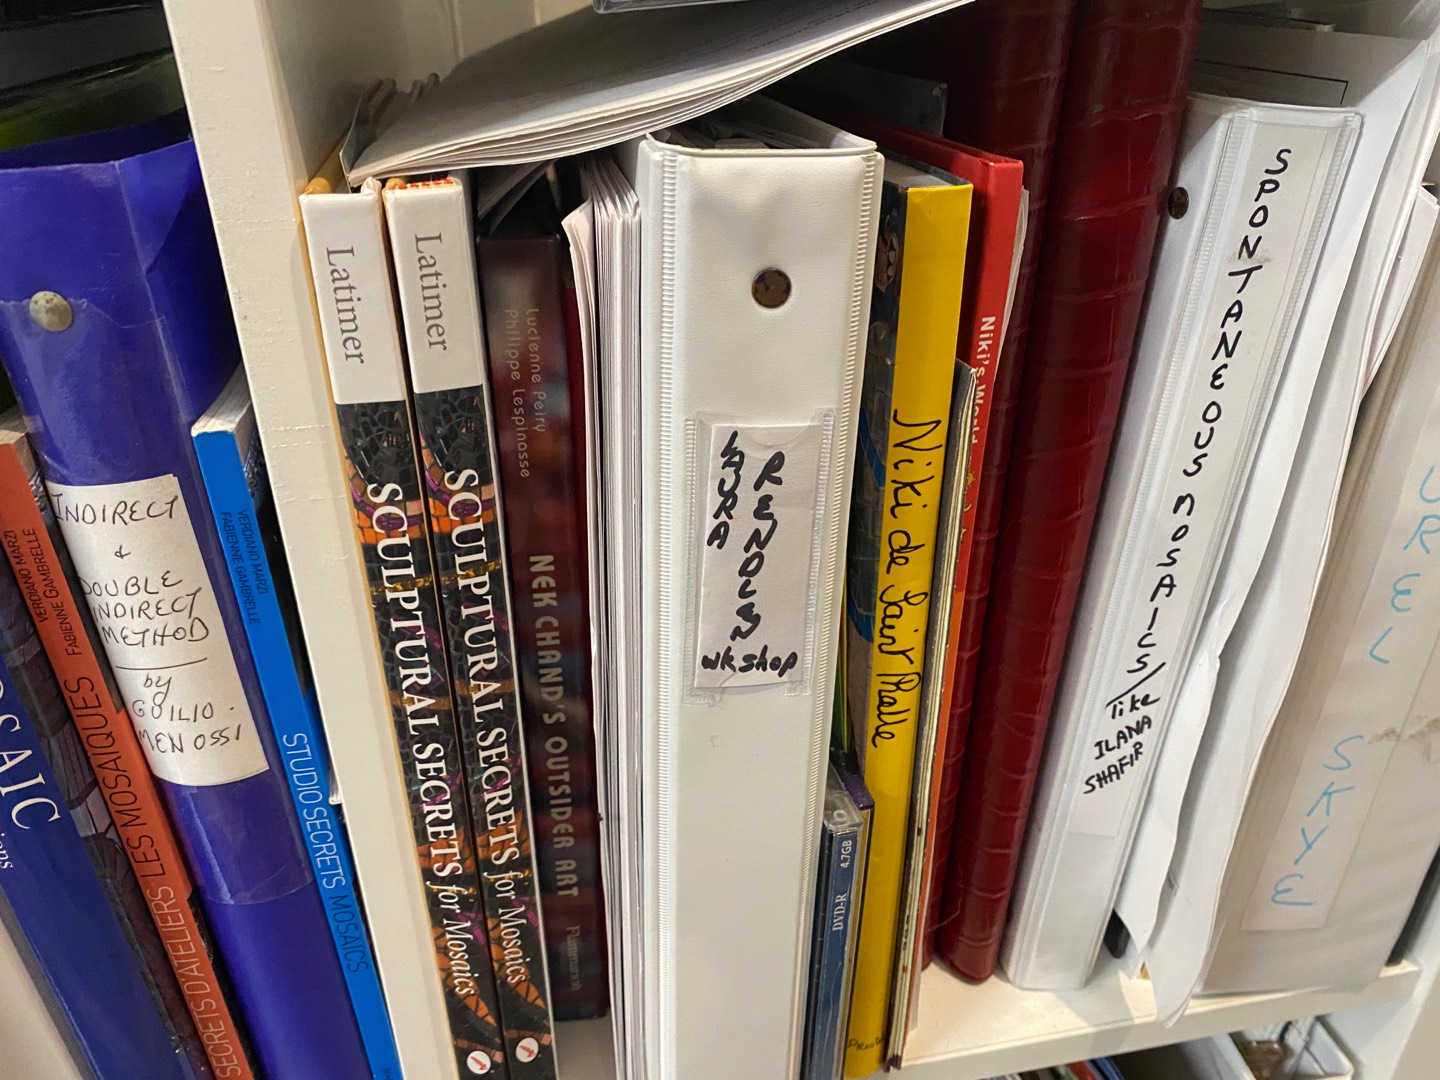 SAIC
VERDIANO MARZI
FABIENNE GAMBRELLE
SECRETS D'ATELIERS LES MOSAIQUES
INDIRECT
&
DOUBLE
INDIRECT
METHOD
by
GUILIO.
MENOSSI
VERDIANO MARZI
FABIENNE GAMBRELLE
STUDIO SECRETS MOSAICS
Latimer
SCULPTURAL SECRETS for Mosaics
Latimer
SCULPTURAL SECRETS for Mosaics
Lucienne Peiry
Philippe Lespinasse
NEK CHAND'S OUTSIDER ART
Flammarion
LAURA
RENDLEN
wkshop
DVD-R 4.7GB
Niki de Saint Phalle
Niki's World
SPONTANEOUS MOSAICS/
like
ILANA
SHAFIR
UREL
SKYE